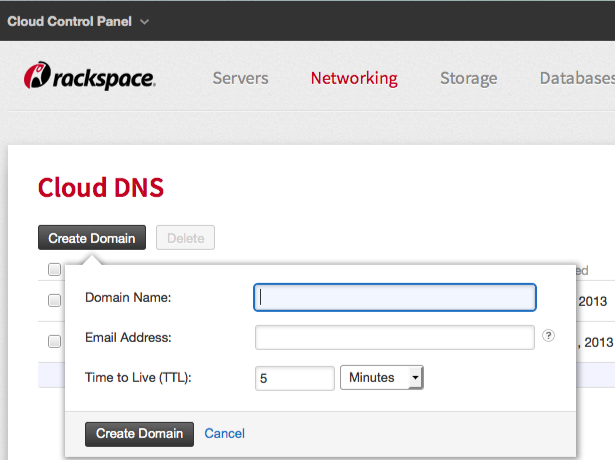 Cloud Control Panel
rackspace.
Servers Networking Storage Databases
Cloud DNS
Create Domain Delete
ed
Domain Name:
2013
Email Address: ?
, 2013
Time to Live (TTL): 5 Minutes
Create Domain Cancel